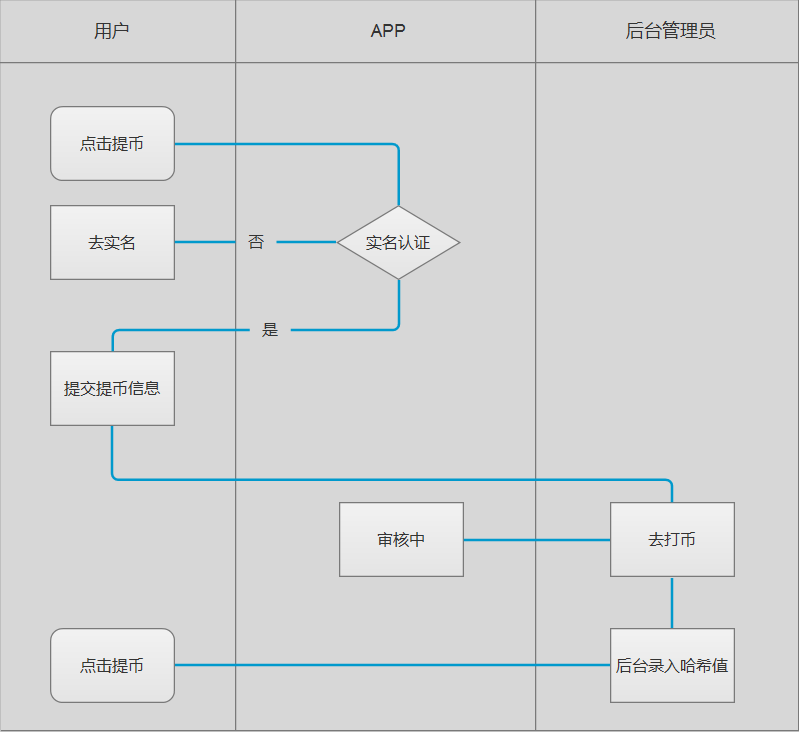 用户
APP
后台管理员
点击提币
去实名
否
实名认证
是
提交提币信息
审核中
去打币
点击提币
后台录入哈希值